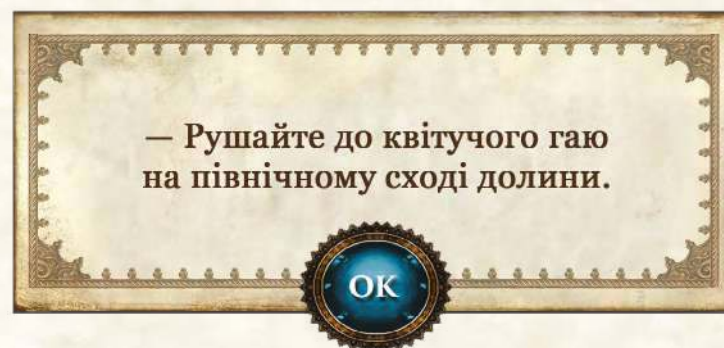 — Рушайте до квітучого гаю
на північному сході долини.
OK